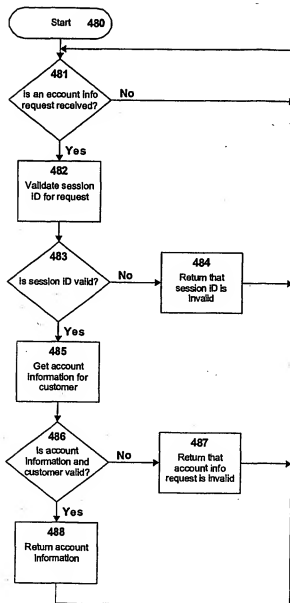 Start 480
481
Is an account info
request received?
No
Yes
482
Validate session
ID for request
483
Is session ID valid?
No
484
Return that
session ID is
Invalid
Yes
485
Get account
Information for
customer
486
Is account
Information and
customer valid?
No
487
Return that
account info
request is Invalid
Yes
488
Return account
Information